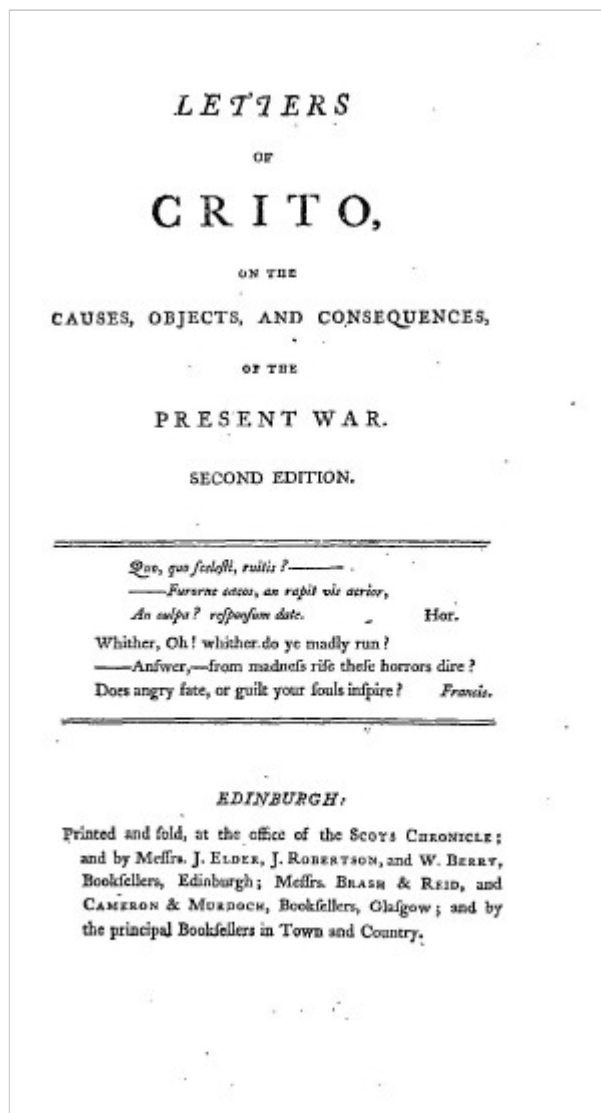 LETTERS
OF
CRITO,
ON THE
CAUSES, OBJECTS, AND CONSEQUENCES,
OF THE
PRESENT WAR.
SECOND EDITION.
Quo, quo ſceleſti, ruitis?———
——Furorne cæcos, an rapit vis acrior,
An culpa? reſponſum date. Hor.
Whither, Oh! whither do ye madly run?
——Anſwer,—from madneſs riſe theſe horrors dire?
Does angry fate, or guilt your ſouls inſpire? Francis.
EDINBURGH:
Printed and ſold, at the office of the SCOTS CHRONICLE;
and by Meſſrs. J. ELDER, J. ROBERTSON, and W. BERRY,
Bookſellers, Edinburgh; Meſſrs. BRASH & REID, and
CAMERON & MURDOCH, Bookſellers, Glaſgow; and by
the principal Bookſellers in Town and Country.